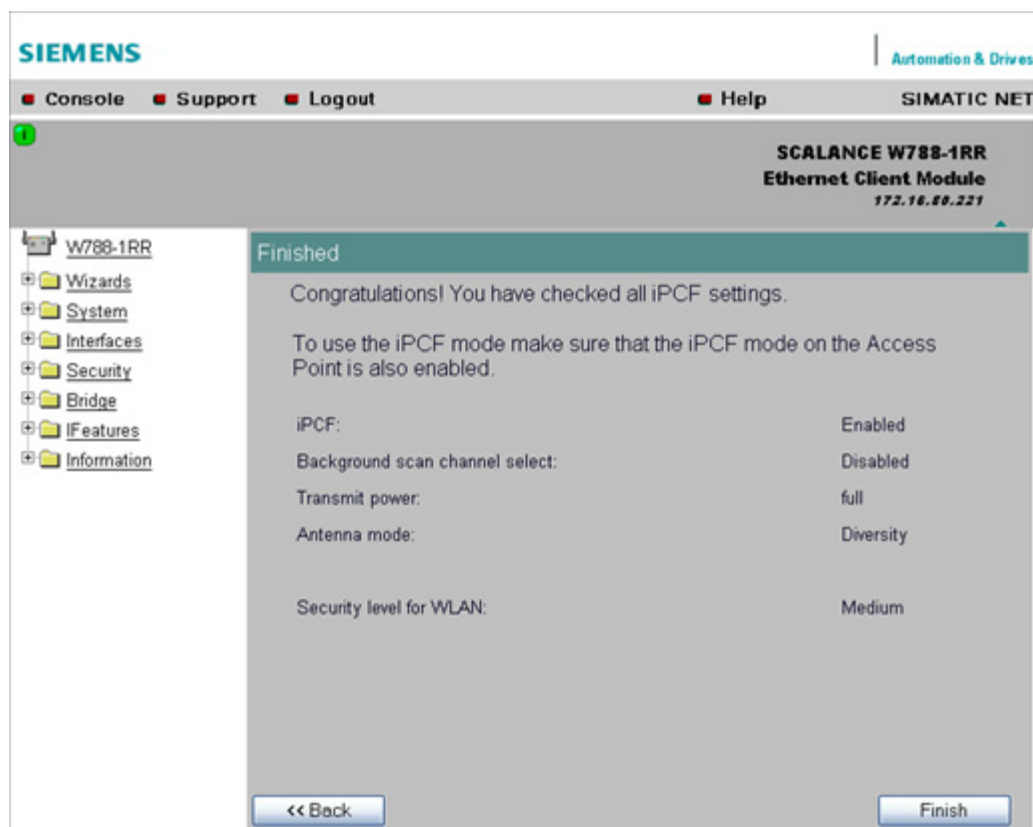 SIEMENS
Automation & Drives
Console Support Logout Help SIMATIC NET
SCALANCE W788-1RR
Ethernet Client Module
172.16.80.221
W788-1RR
Wizards
System
Interfaces
Security
Bridge
IFeatures
Information
Finished
Congratulations! You have checked all iPCF settings.
To use the iPCF mode make sure that the iPCF mode on the Access
Point is also enabled.
iPCF: Enabled
Background scan channel select: Disabled
Transmit power: full
Antenna mode: Diversity
Security level for WLAN: Medium
<< Back
Finish